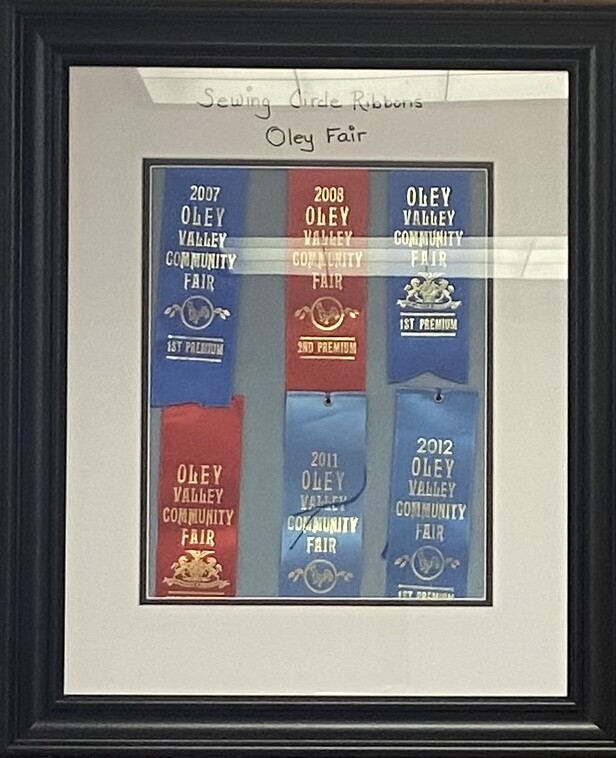 Sewing Circle Ribbons
Oley Fair
2007
OLEY
VALLEY
COMMUNITY
FAIR
1ST PREMIUM
2008
OLEY
VALLEY
COMMUNITY
FAIR
2ND PREMIUM
OLEY
VALLEY
COMMUNITY
FAIR
1ST PREMIUM
OLEY
VALLEY
COMMUNITY
FAIR
2011
OLEY
VALLEY
COMMUNITY
FAIR
2012
OLEY
VALLEY
COMMUNITY
FAIR
1ST PREMIUM